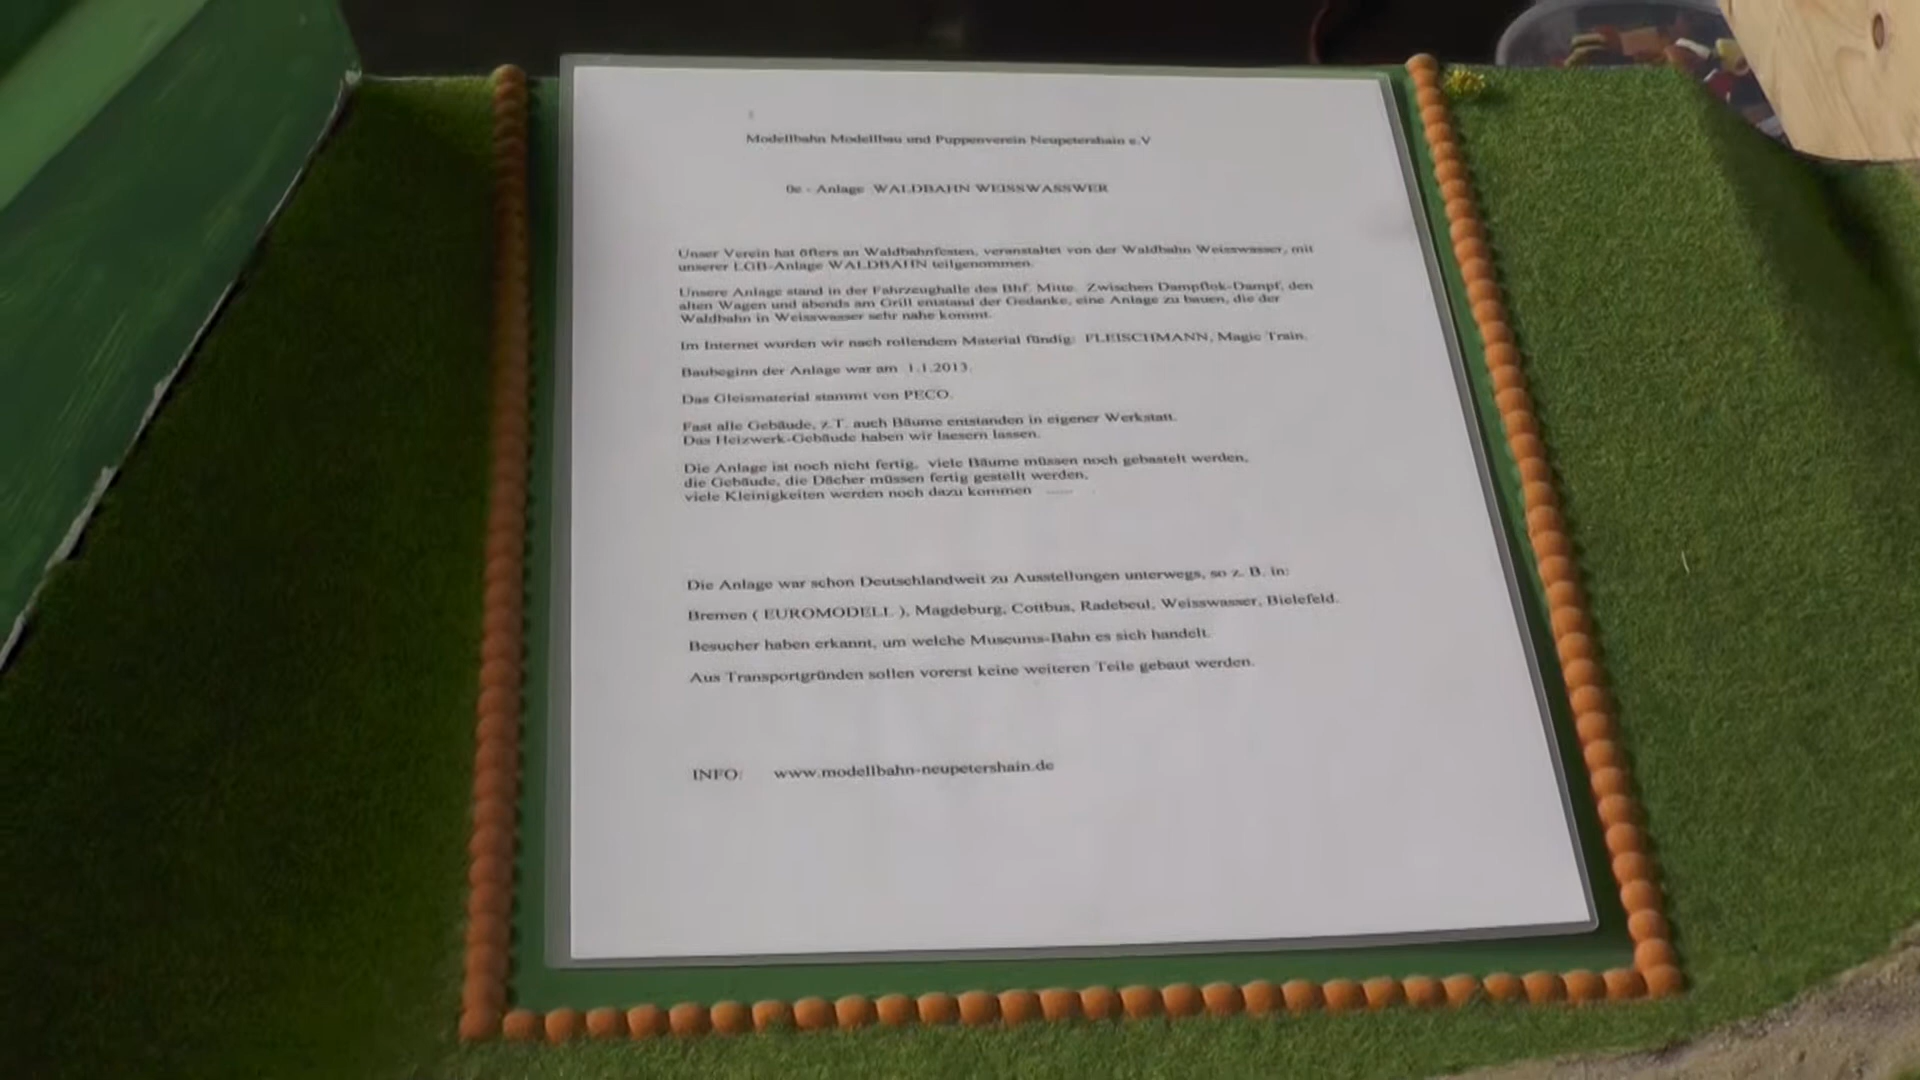 Modellbahn Modellbau und Puppenverein Neupetershain e.V
0e - Anlage WALDBAHN WEISSWASSWER
Unser Verein hat öfters an Waldbahnfesten, veranstaltet von der Waldbahn Weisswasser, mit
unserer LGB-Anlage WALDBAHN teilgenommen.
Unsere Anlage stand in der Fahrzeughalle des Bhf. Mitte. Zwischen Dampflok-Dampf, den
alten Wagen und abends am Grill entstand der Gedanke, eine Anlage zu bauen, die der
Waldbahn in Weisswasser sehr nahe kommt.
Im Internet wurden wir nach rollendem Material fündig: FLEISCHMANN, Magic Train.
Baubeginn der Anlage war am 1.1.2013.
Das Gleismaterial stammt von PECO.
Fast alle Gebäude, z.T. auch Bäume entstanden in eigener Werkstatt.
Das Heizwerk-Gebäude haben wir laesern lassen.
Die Anlage ist noch nicht fertig, viele Bäume müssen noch gebastelt werden,
die Gebäude, die Dächer müssen fertig gestellt werden,
viele Kleinigkeiten werden noch dazu kommen ......
Die Anlage war schon Deutschlandweit zu Ausstellungen unterwegs, so z. B. in:
Bremen ( EUROMODELL ), Magdeburg, Cottbus, Radebeul, Weisswasser, Bielefeld.
Besucher haben erkannt, um welche Museums-Bahn es sich handelt.
Aus Transportgründen sollen vorerst keine weiteren Teile gebaut werden.
INFO: www.modellbahn-neupetershain.de